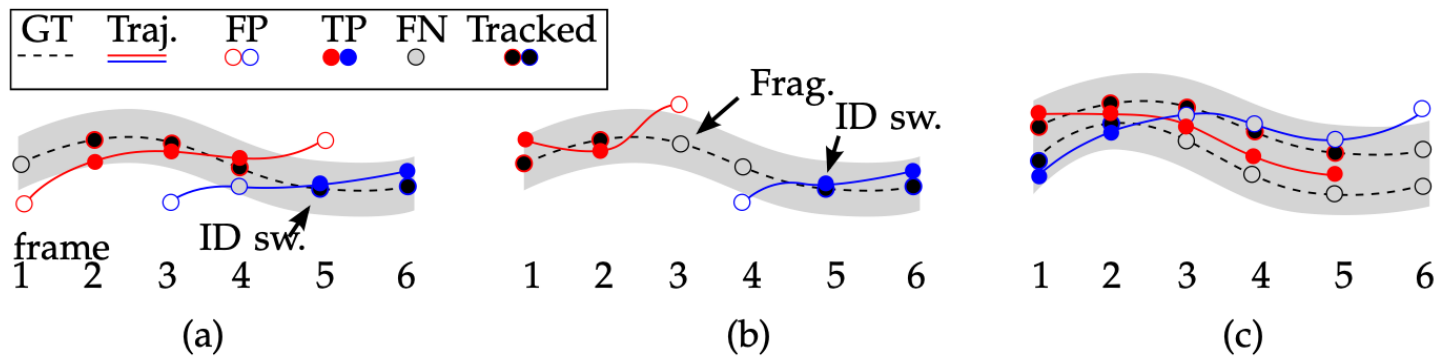 GT Traj. FP TP FN Tracked
Frag.
ID sw.
ID sw.
frame
1 2 3 4 5 6 1 2 3 4 5 6 1 2 3 4 5 6
(a) (b) (c)